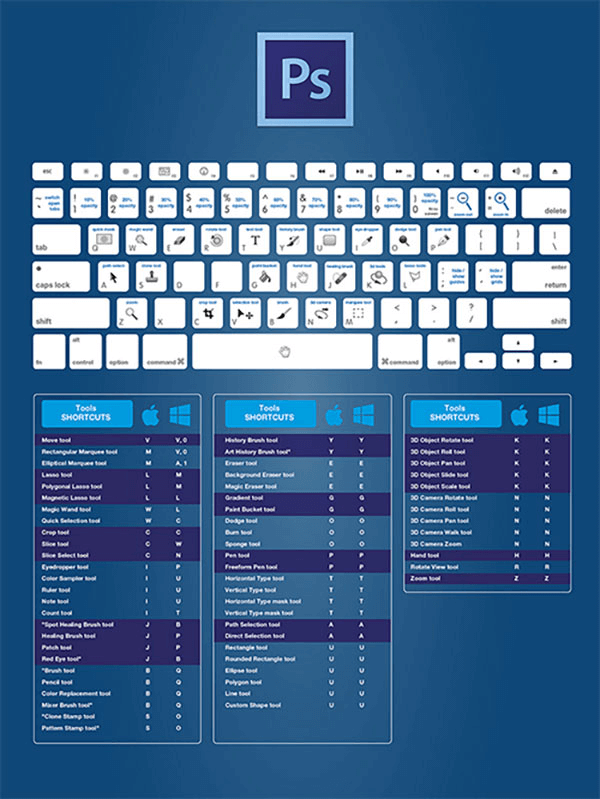 Ps
esc
switch open tabs
! 1 10% opacity
@ 2 20% opacity
# 3 30% opacity
$ 4 40% opacity
% 5 50% opacity
^ 6 60% opacity
& 7 70% opacity
* 8 80% opacity
( 9 90% opacity
) 0 100% opacity
zoom out
zoom in
delete
tab
quick mask Q
magic wand W
eraser E
rotate tool R
text tool T
history brush Y
shape tool U
eye dropper I
dodge tool O
pen tool P
{ [
} ]
| \
caps lock
path select A
stone tool S
D
F
paint bucket G
hand tool H
healing brush J
3D tools K
lasso tools L
: ; hide / show guides
" ' hide / show grids
enter
return
shift
zoom Z
X
crop tool C
selection tool V
brush B
3D camera N
marquee tool M
< ,
> .
? /
shift
fn
alt
control
option
command ⌘
⌘ command
alt
option
Tools
SHORTCUTS
Move tool V V, 0
Rectangular Marquee tool M V, 0
Elliptical Marquee tool M A, 1
Lasso tool L M
Polygonal Lasso tool L M
Magnetic Lasso tool L L
Magic Wand tool W L
Quick Selection tool W C
Crop tool C C
Slice tool C W
Slice Select tool C N
Eyedropper tool I P
Color Sampler tool I U
Ruler tool I U
Note tool I U
Count tool I T
*Spot Healing Brush tool J B
Healing Brush tool J P
Patch tool J P
Red Eye tool* J B
*Brush tool B Q
Pencil tool B Q
Color Replacement tool B Q
Mixer Brush tool* B Q
*Clone Stamp tool S O
Pattern Stamp tool* S O
Tools
SHORTCUTS
History Brush tool Y Y
Art History Brush tool* Y Y
Eraser tool E E
Background Eraser tool E E
Magic Eraser tool E E
Gradient tool G G
Paint Bucket tool G G
Dodge tool O O
Burn tool O O
Sponge tool O O
Pen tool P P
Freeform Pen tool P P
Horizontal Type tool T T
Vertical Type tool T T
Horizontal Type mask tool T T
Vertical Type mask tool T T
Path Selection tool A A
Direct Selection tool A A
Rectangle tool U U
Rounded Rectangle tool U U
Ellipse tool U U
Polygon tool U U
Line tool U U
Custom Shape tool U U
Tools
SHORTCUTS
3D Object Rotate tool K K
3D Object Roll tool K K
3D Object Pan tool K K
3D Object Slide tool K K
3D Object Scale tool K K
3D Camera Rotate tool N N
3D Camera Roll tool N N
3D Camera Pan tool N N
3D Camera Walk tool N N
3D Camera Zoom N N
Hand tool H H
Rotate View tool R R
Zoom tool Z Z